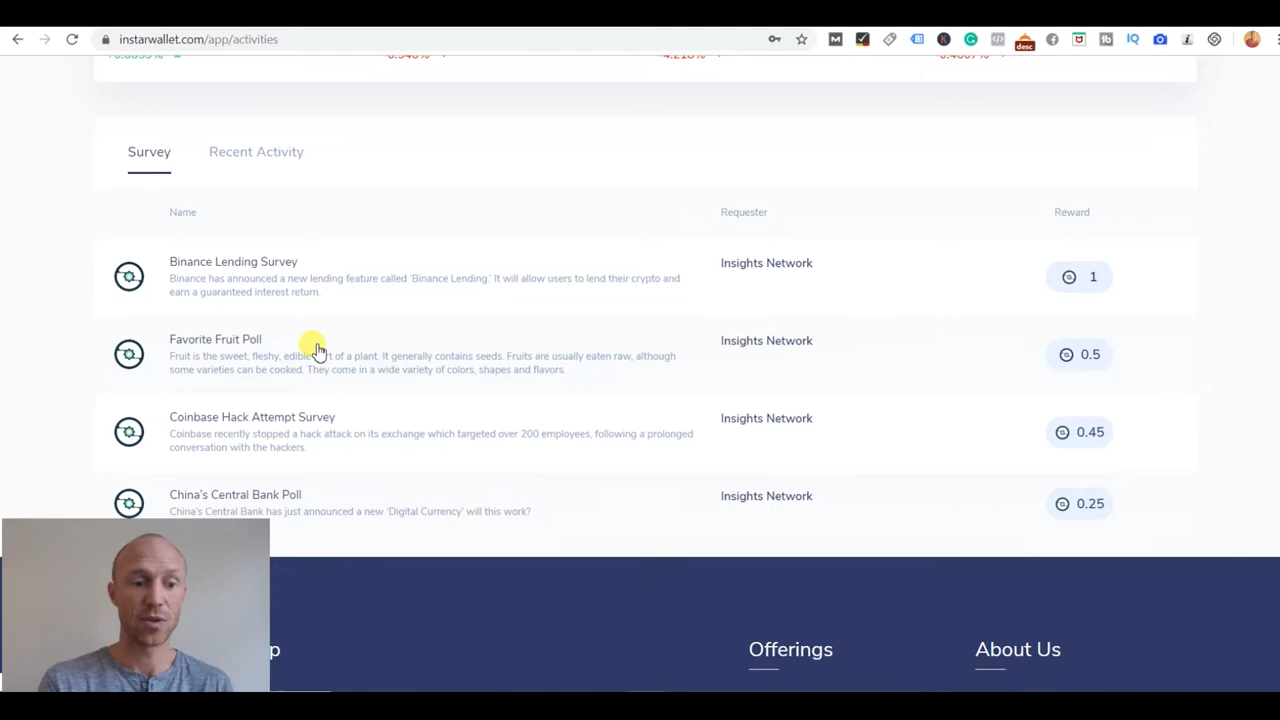 instarwallet.com/app/activities
desc
Survey
Recent Activity
Name
Requester
Reward
Binance Lending Survey
Insights Network
Binance has announced a new lending feature called 'Binance Lending.' It will allow users to lend their crypto and
earn a guaranteed interest return.
1
Favorite Fruit Poll
Insights Network
Fruit is the sweet, fleshy, edible rt of a plant. It generally contains seeds. Fruits are usually eaten raw, although
some varieties can be cooked. They come in a wide variety of colors, shapes and flavors.
0.5
Coinbase Hack Attempt Survey
Insights Network
Coinbase recently stopped a hack attack on its exchange which targeted over 200 employees, following a prolonged
conversation with the hackers.
0.45
China's Central Bank Poll
Insights Network
China's Central Bank has just announced a new 'Digital Currency' will this work?
0.25
p
Offerings
About Us